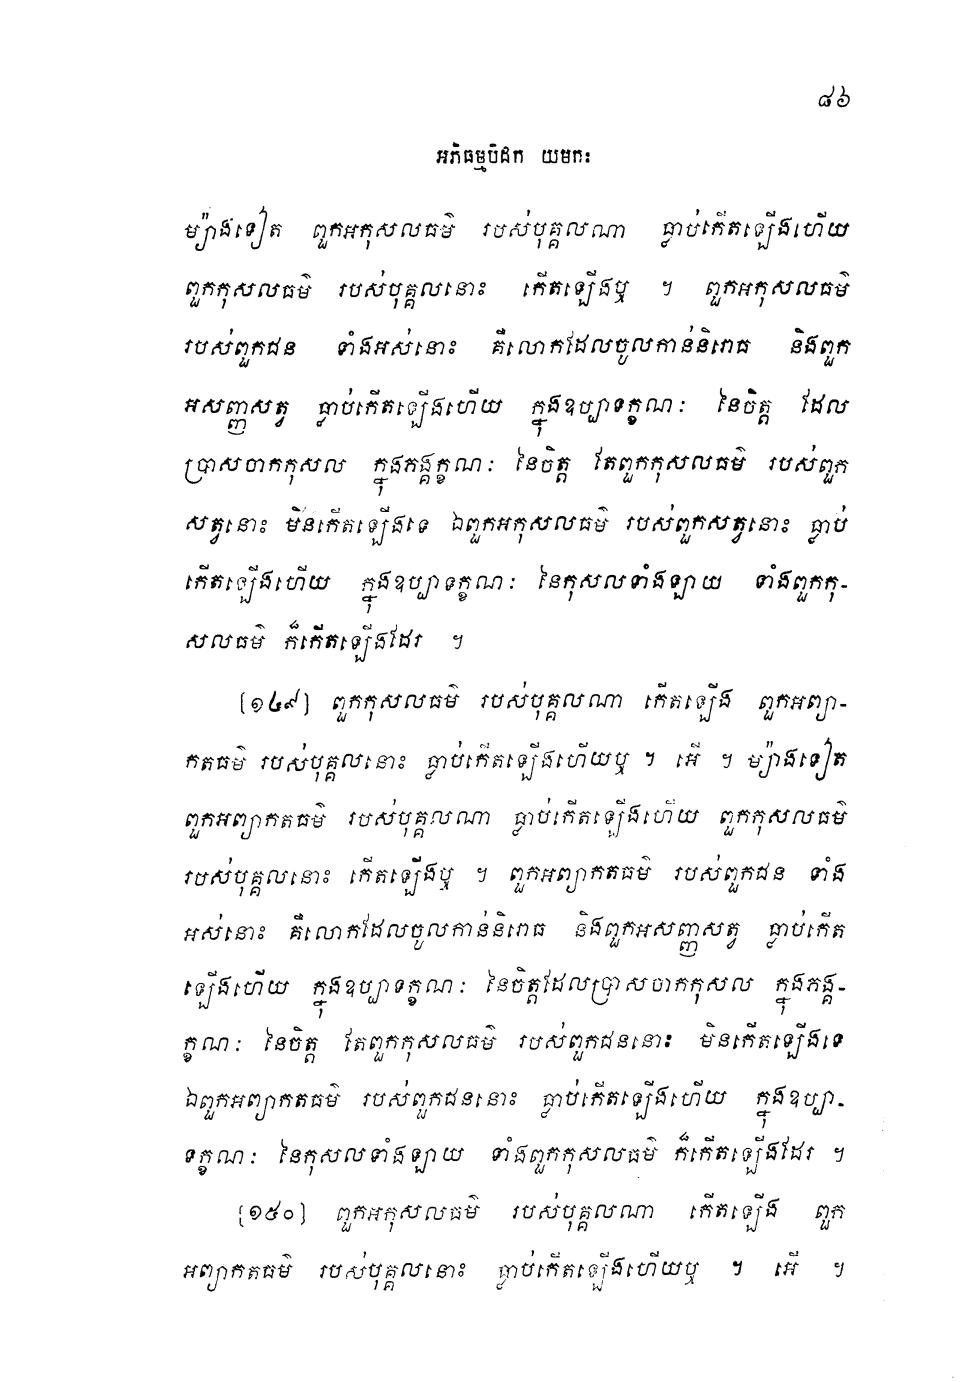 ៨៦
អភិធម្មបិដក យមកៈ
ម៉្យាងទៀត ពួកអកុសលធម៌ របស់បុគ្គលណា ធ្លាប់កើតឡើងហើយ
ពួកកុសលធម៌ របស់បុគ្គលនោះ កើតឡើងឬ ។ ពួកអកុសលធម៌
របស់ពួកជន ទាំងអស់នោះ គឺលោកដែលចូលកាន់និរោធ និងពួក
អសញ្ញសត្វ ធ្លាប់កើតឡើងហើយ ក្នុងឧប្បាទក្ខណៈ នៃចិត្ត ដែល
ប្រាសចាកកុសល ក្នុងភង្គក្ខណៈ នៃចិត្ត តែពួកកុសលធម៌ របស់ពួក
សត្វនោះ មិនកើតឡើងទេ ឯពួកអកុសលធម៌ របស់ពួកសត្វនោះ ធ្លាប់
កើតឡើងហើយ ក្នុងឧប្បាទក្ខណៈ នៃកុសលទាំងឡាយ ទាំងពួកកុ-
សលធម៌ ក៏កើតឡើងដែរ ។
[១៤៩] ពួកកុសលធម៌ របស់បុគ្គលណា កើតឡើង ពួកអព្យា-
កតធម៌ របស់បុគ្គលនោះ ធ្លាប់កើតឡើងហើយឬ ។ អើ ។ ម៉្យាងទៀត
ពួកអព្យាកតធម៌ របស់បុគ្គលណា ធ្លាប់កើតឡើងហើយ ពួកកុសលធម៌
របស់បុគ្គលនោះ កើតឡើងឬ ។ ពួកអព្យាកតធម៌ របស់ពួកជន ទាំង
អស់នោះ គឺលោកដែលចូលកាន់និរោធ និងពួកអសញ្ញសត្វ ធ្លាប់កើត
ឡើងហើយ ក្នុងឧប្បាទក្ខណៈ នៃចិត្តដែលប្រាសចាកកុសល ក្នុងភង្គ-
ក្ខណៈ នៃចិត្ត តែពួកកុសលធម៌ របស់ពួកជននោះ មិនកើតឡើងទេ
ឯពួកអព្យាកតធម៌ របស់ពួកជននោះ ធ្លាប់កើតឡើងហើយ ក្នុងឧប្បា-
ទក្ខណៈ នៃកុសលទាំងឡាយ ទាំងពួកកុសលធម៌ ក៏កើតឡើងដែរ ។
[១៥០] ពួកអកុសលធម៌ របស់បុគ្គលណា កើតឡើង ពួក
អព្យាកតធម៌ របស់បុគ្គលនោះ ធ្លាប់កើតឡើងហើយឬ ។ អើ ។